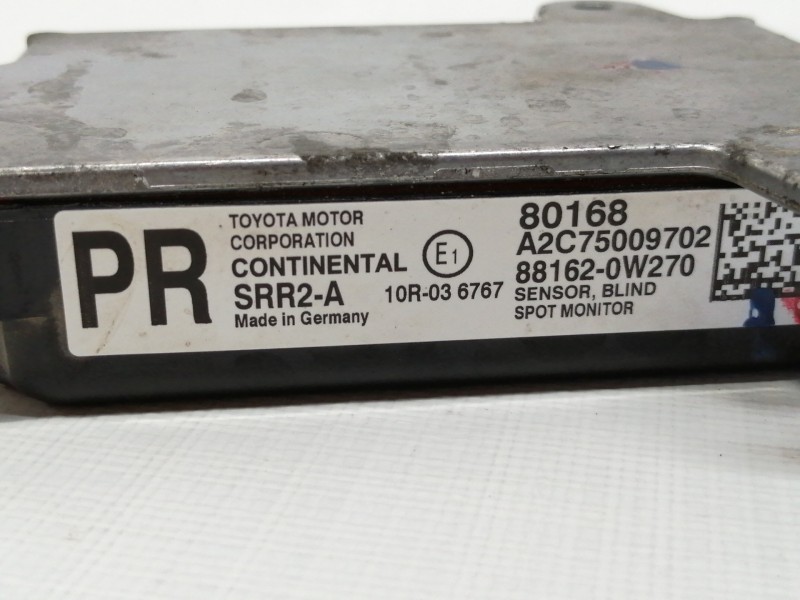 PR
TOYOTA MOTOR
CORPORATION
CONTINENTAL
SRR2-A
Made in Germany
E1
10R-03 6767
80168
A2C75009702
88162-0W270
SENSOR, BLIND
SPOT MONITOR